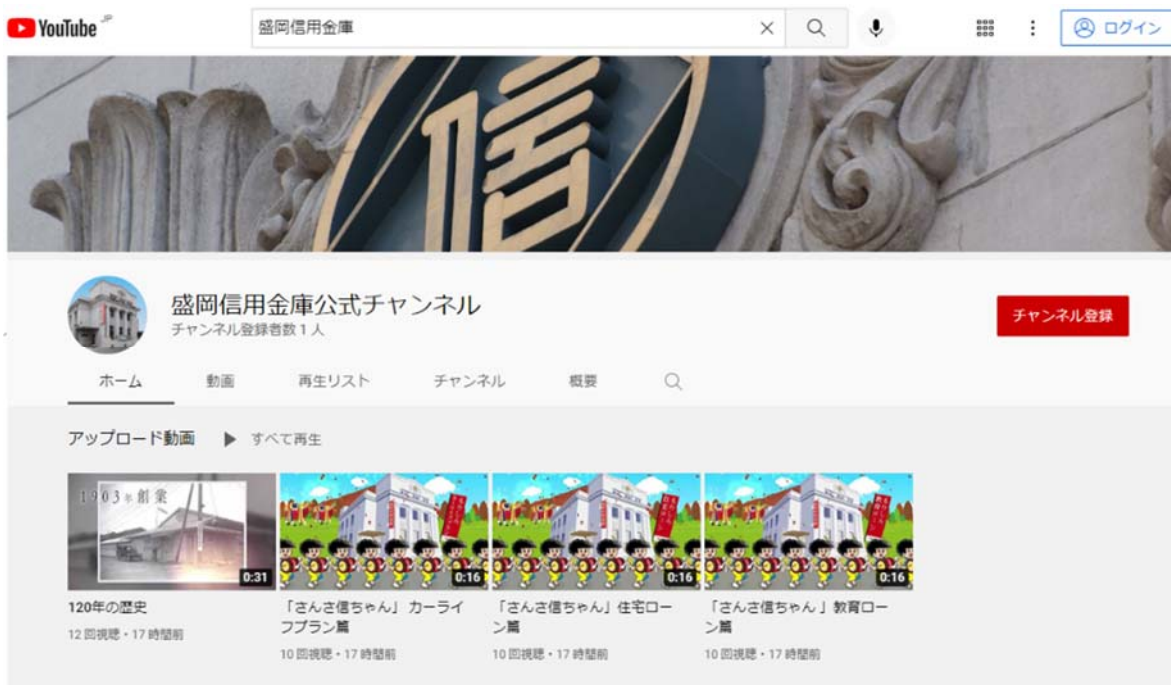 YouTube JP
盛岡信用金庫
ログイン
信
盛岡信用金庫公式チャンネル
チャンネル登録者数 1 人
チャンネル登録
ホーム
動画
再生リスト
チャンネル
概要
アップロード動画
すべて再生
1903年創業
0:31
0:16
0:16
0:16
120年の歴史
12 回視聴・17 時間前
「さんさ信ちゃん」 カーライ
フプラン篇
10 回視聴・17 時間前
「さんさ信ちゃん」住宅ロー
ン篇
10 回視聴・17 時間前
「さんさ信ちゃん 」教育ロー
ン篇
10 回視聴・17 時間前